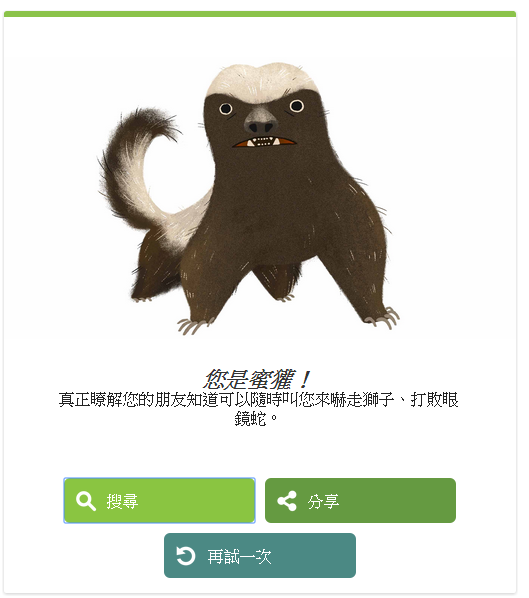 您是蜜獾！
真正瞭解您的朋友知道可以隨時叫您來嚇走獅子、打敗眼
鏡蛇。
搜尋
分享
再試一次